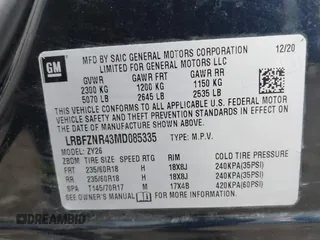 GM
MFD BY SAIC GENERAL MOTORS CORPORATION 12/20
LIMITED FOR GENERAL MOTORS LLC
GVWR GAWR FRT GAWR RR
2300 KG 1200 KG 1150 KG
5070 LB 2645 LB 2535 LB
THIS VEHICLE CONFORMS TO ALL APPLICABLE U.S. FEDERAL MOTOR
VEHICLE SAFETY, BUMPER, AND THEFT PREVENTION STANDARDS
IN EFFECT ON THE DATE OF MANUFACTURE SHOWN ABOVE.
LRBFZNR43MD085335 TYPE: M.P.V.
MODEL: ZY26
TIRE SIZE SPEED RTG RIM COLD TIRE PRESSURE
FRT 235/60R18 H 18X8J 240KPA(35PSI)
RR 235/60R18 H 18X8J 240KPA(35PSI)
SPA T145/70R17 M 17X4B 420KPA(60PSI)
DREAMBID